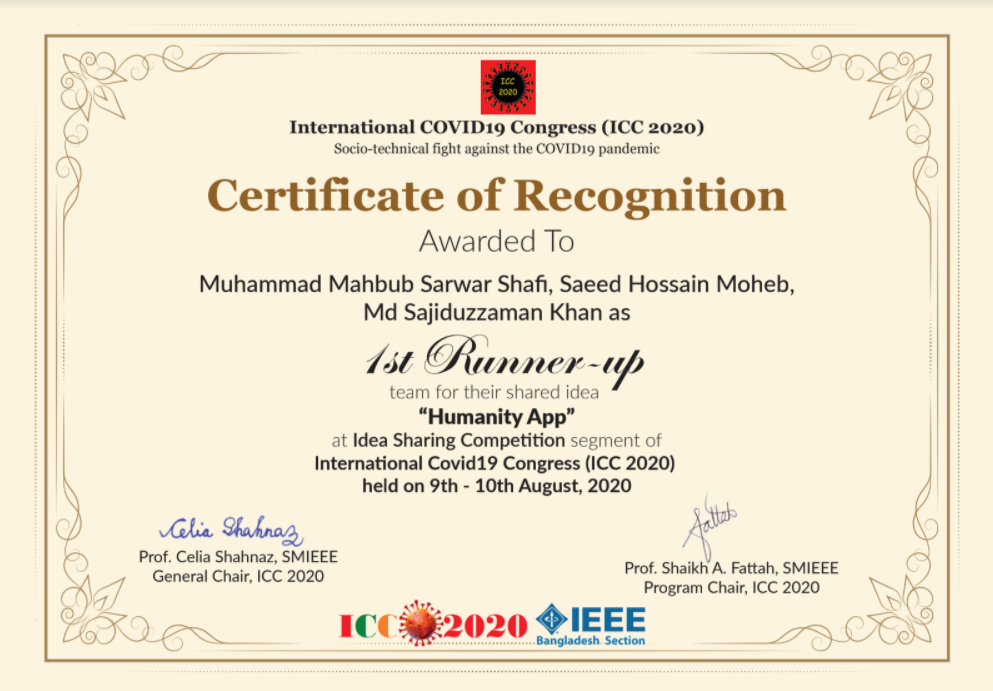 ICC
2020
International COVID19 Congress (ICC 2020)
Socio-technical fight against the COVID19 pandemic
Certificate of Recognition
Awarded To
Muhammad Mahbub Sarwar Shafi, Saeed Hossain Moheb,
Md Sajiduzzaman Khan as
1st Runner-up
team for their shared idea
“Humanity App”
at Idea Sharing Competition segment of
International Covid19 Congress (ICC 2020)
held on 9th - 10th August, 2020
Celia Shahnaz
Prof. Celia Shahnaz, SMIEEE
General Chair, ICC 2020
Fattah
Prof. Shaikh A. Fattah, SMIEEE
Program Chair, ICC 2020
ICC 2020 IEEE
Bangladesh Section